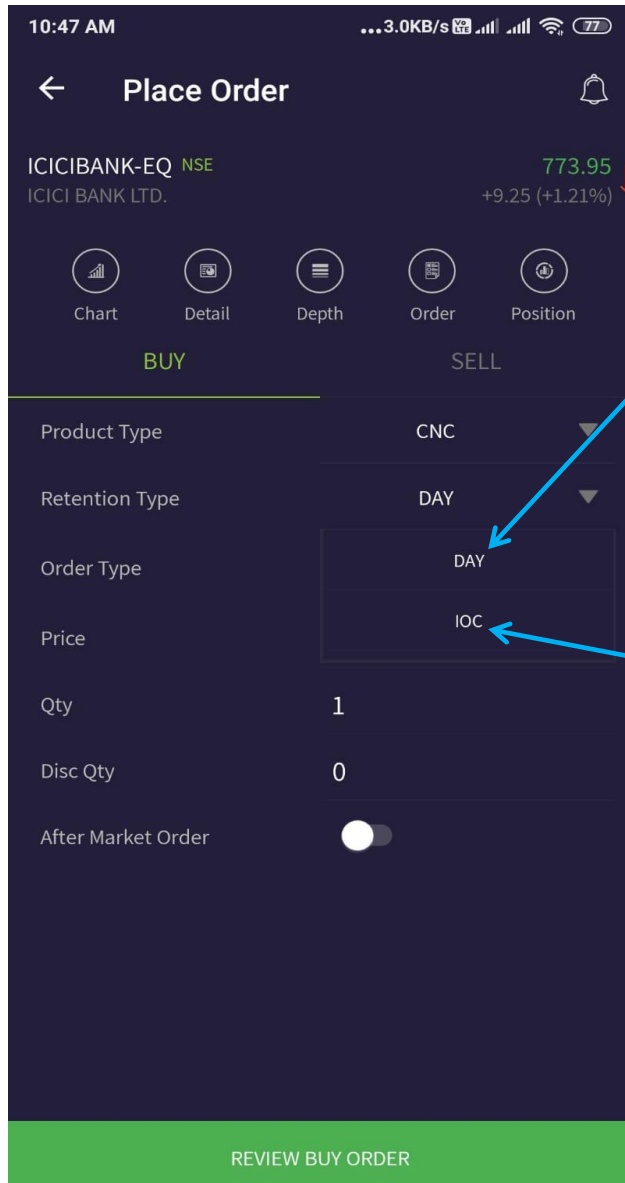 10:47 AM ...3.0KB/s Vo LTE 77
Place Order
ICICIBANK-EQ NSE 773.95
ICICI BANK LTD. +9.25 (+1.21%)
Chart Detail Depth Order Position
BUY SELL
Product Type CNC
Retention Type DAY
DAY
Order Type
IOC
Price
Qty 1
Disc Qty 0
After Market Order
REVIEW BUY ORDER